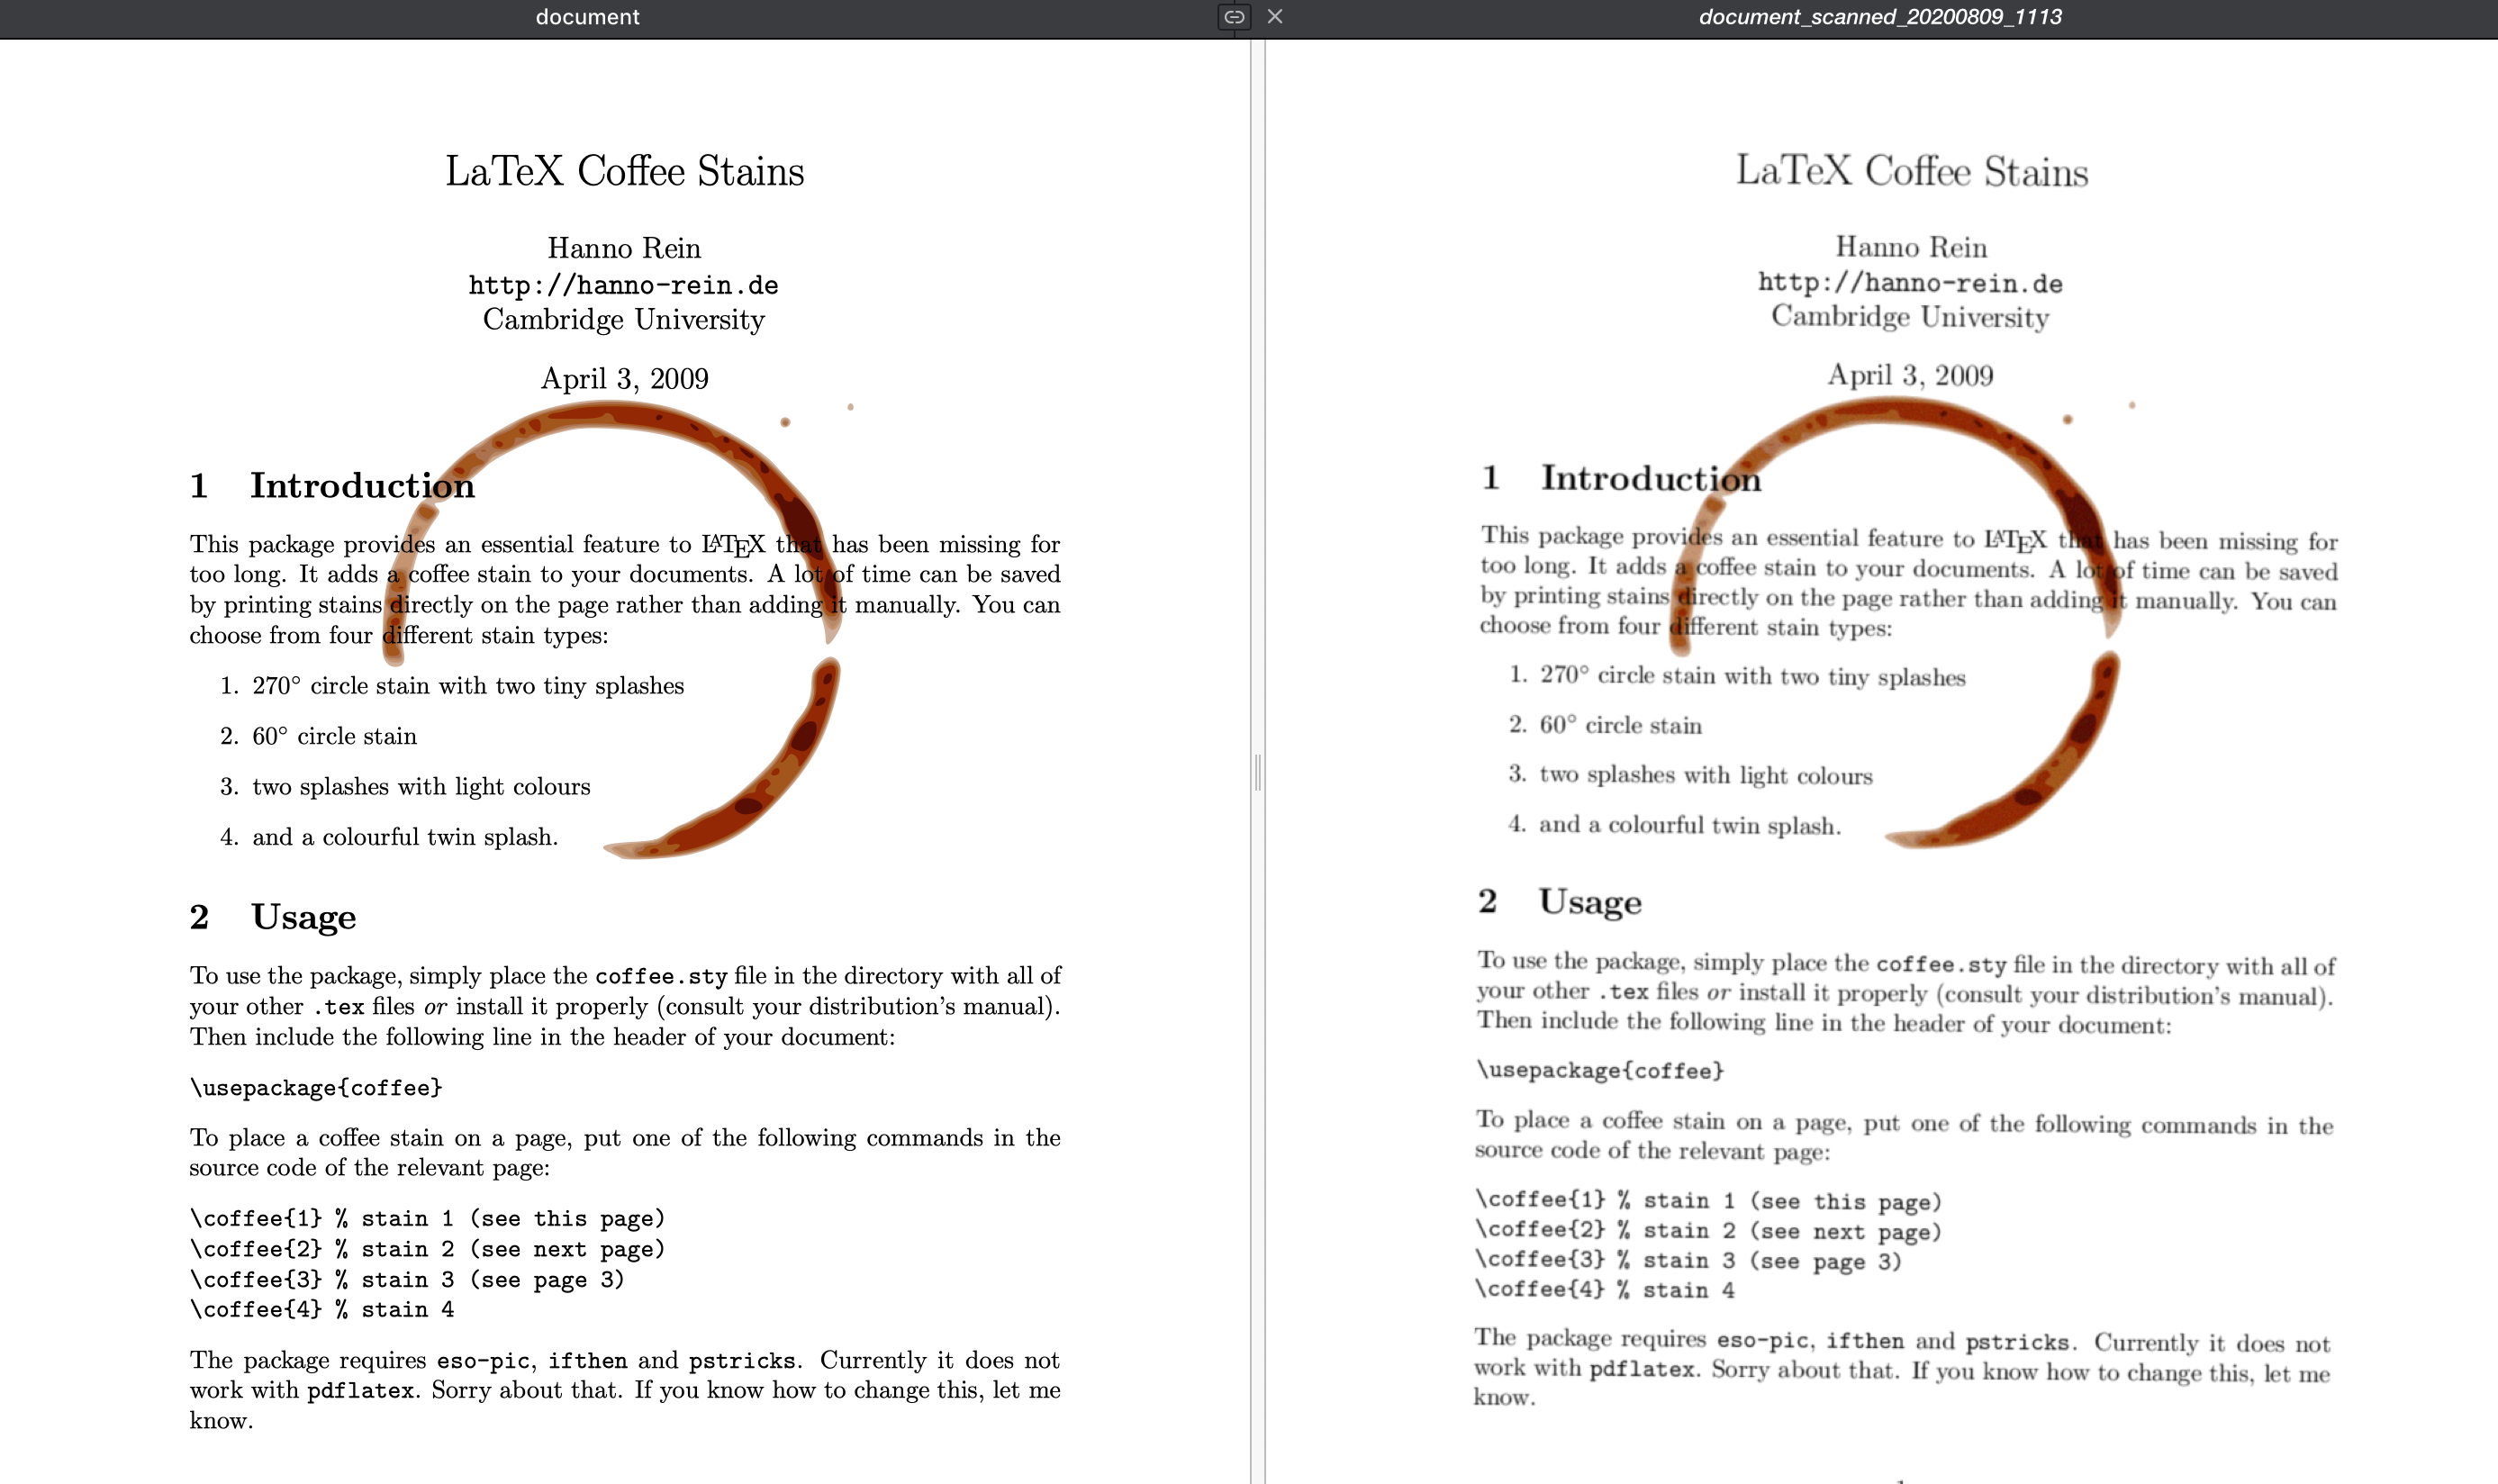 document
LaTeX Coffee Stains
Hanno Rein
http://hanno-rein.de
Cambridge University
April 3, 2009
1 Introduction
This package provides an essential feature to LATEX that has been missing for
too long. It adds a coffee stain to your documents. A lot of time can be saved
by printing stains directly on the page rather than adding it manually. You can
choose from four different stain types:
1. 270° circle stain with two tiny splashes
2. 60° circle stain
3. two splashes with light colours
4. and a colourful twin splash.
2 Usage
To use the package, simply place the coffee.sty file in the directory with all of
your other .tex files or install it properly (consult your distribution's manual).
Then include the following line in the header of your document:
\usepackage{coffee}
To place a coffee stain on a page, put one of the following commands in the
source code of the relevant page:
\coffee{1} % stain 1 (see this page)
\coffee{2} % stain 2 (see next page)
\coffee{3} % stain 3 (see page 3)
\coffee{4} % stain 4
The package requires eso-pic, ifthen and pstricks. Currently it does not
work with pdflatex. Sorry about that. If you know how to change this, let me
know.
document_scanned_20200809_1113
LaTeX Coffee Stains
Hanno Rein
http://hanno-rein.de
Cambridge University
April 3, 2009
1 Introduction
This package provides an essential feature to LATEX that has been missing for
too long. It adds a coffee stain to your documents. A lot of time can be saved
by printing stains directly on the page rather than adding it manually. You can
choose from four different stain types:
1. 270° circle stain with two tiny splashes
2. 60° circle stain
3. two splashes with light colours
4. and a colourful twin splash.
2 Usage
To use the package, simply place the coffee.sty file in the directory with all of
your other .tex files or install it properly (consult your distribution's manual).
Then include the following line in the header of your document:
\usepackage{coffee}
To place a coffee stain on a page, put one of the following commands in the
source code of the relevant page:
\coffee{1} % stain 1 (see this page)
\coffee{2} % stain 2 (see next page)
\coffee{3} % stain 3 (see page 3)
\coffee{4} % stain 4
The package requires eso-pic, ifthen and pstricks. Currently it does not
work with pdflatex. Sorry about that. If you know how to change this, let me
know.